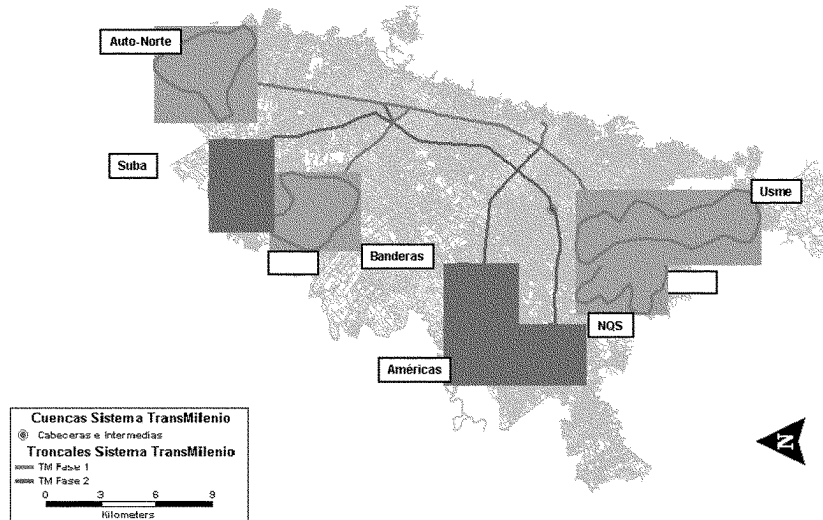 Auto-Norte
Suba
Usme
Banderas
NQS
Américas
Cuencas Sistema TransMilenio
Cabeceras e Intermedias
Troncales Sistema TransMilenio
TM Fase 1
TM Fase 2
0 3 6 9
Kilometers
N